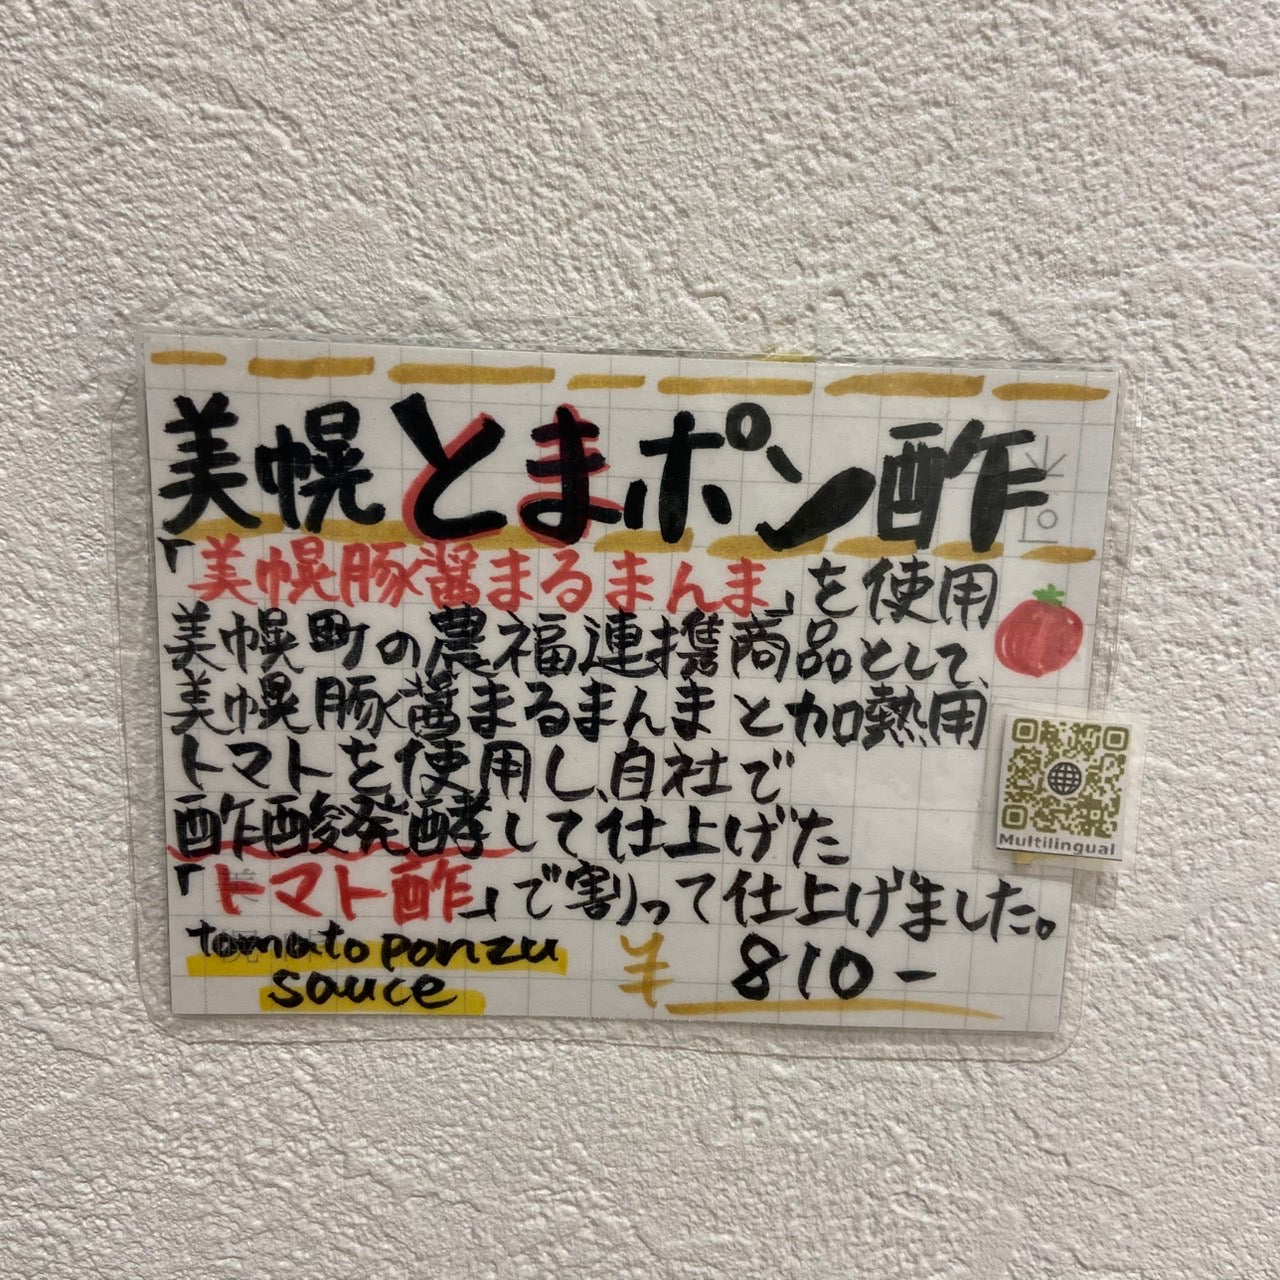 美幌とまポン酢
「美幌豚醤まるまんま」を使用
美幌町の農福連携商品として、
美幌豚醤まるまんまと加熱用
トマトを使用し、自社で
酢酸発酵して仕上げた
「トマト酢」で割って仕上げました。
tomato ponzu
sauce
¥810-
Multilingual